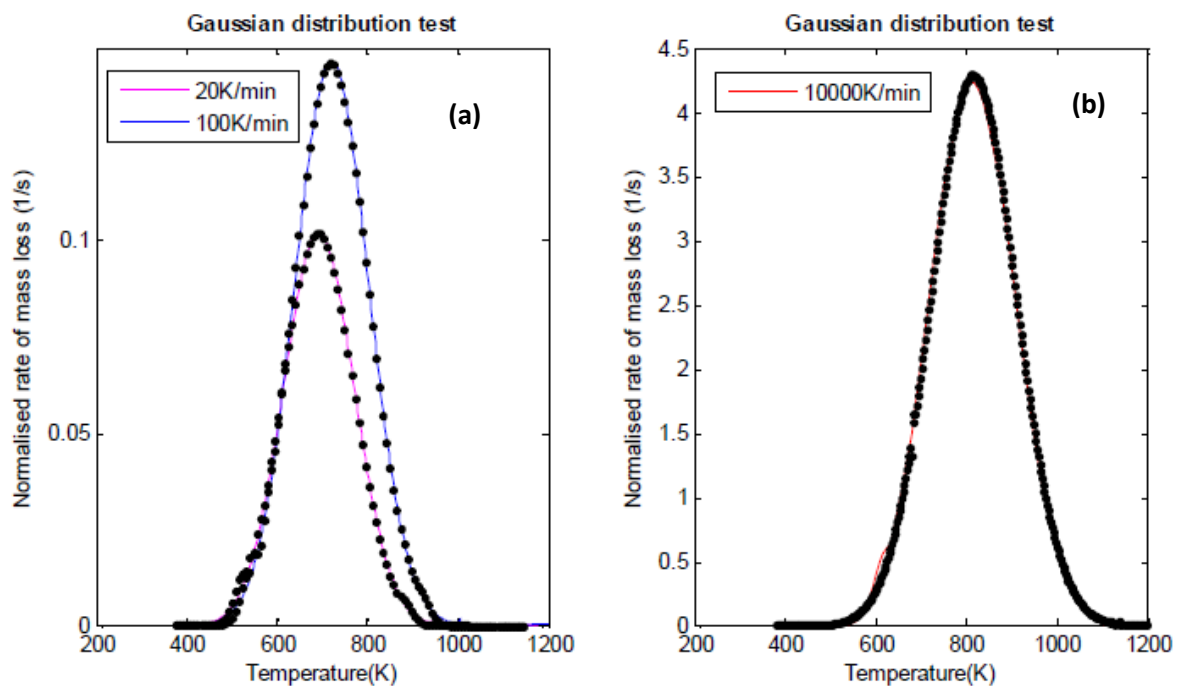 Gaussian distribution test
20K/min
100K/min
(a)
Normalised rate of mass loss (1/s)
0.1
0.05
0
200 400 600 800 1000 1200
Temperature(K)
Gaussian distribution test
10000K/min
(b)
Normalised rate of mass loss (1/s)
4.5
4
3.5
3
2.5
2
1.5
1
0.5
0
200 400 600 800 1000 1200
Temperature(K)